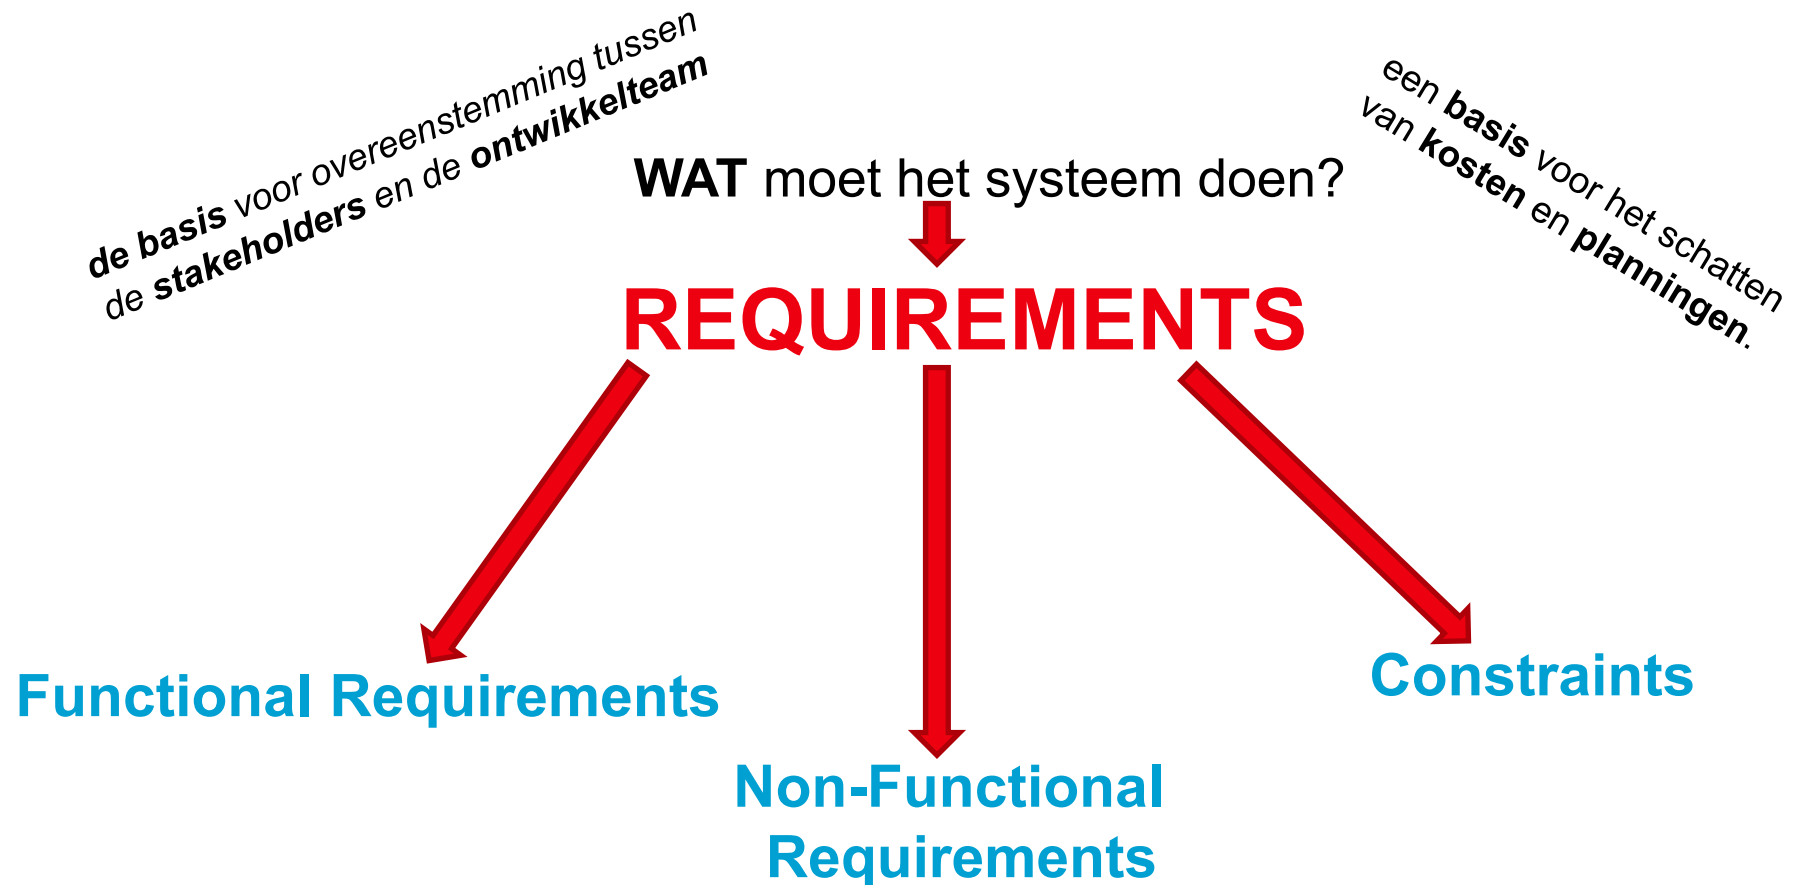 de basis voor overeenstemming tussen
de stakeholders en de ontwikkelteam
een basis voor het schatten
van kosten en planningen.
WAT moet het systeem doen?
REQUIREMENTS
Functional Requirements
Non-Functional
Requirements
Constraints